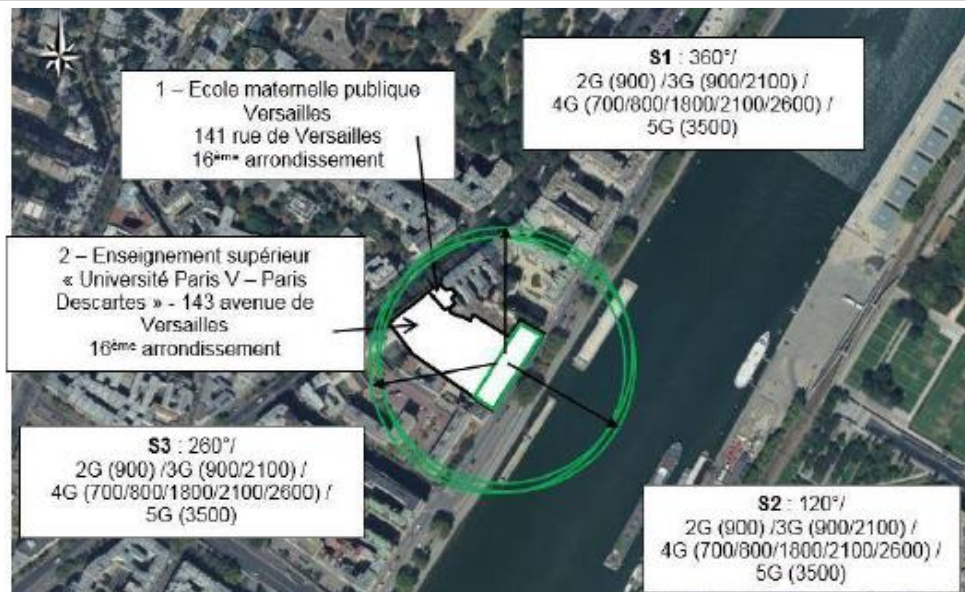 1 – Ecole maternelle publique
Versailles
141 rue de Versailles
16ème arrondissement
S1 : 360°/
2G (900) /3G (900/2100) /
4G (700/800/1800/2100/2600) /
5G (3500)
2 – Enseignement supérieur
« Université Paris V – Paris
Descartes » - 143 avenue de
Versailles
16ème arrondissement
S3 : 260°/
2G (900) /3G (900/2100) /
4G (700/800/1800/2100/2600) /
5G (3500)
S2 : 120°/
2G (900) /3G (900/2100) /
4G (700/800/1800/2100/2600) /
5G (3500)